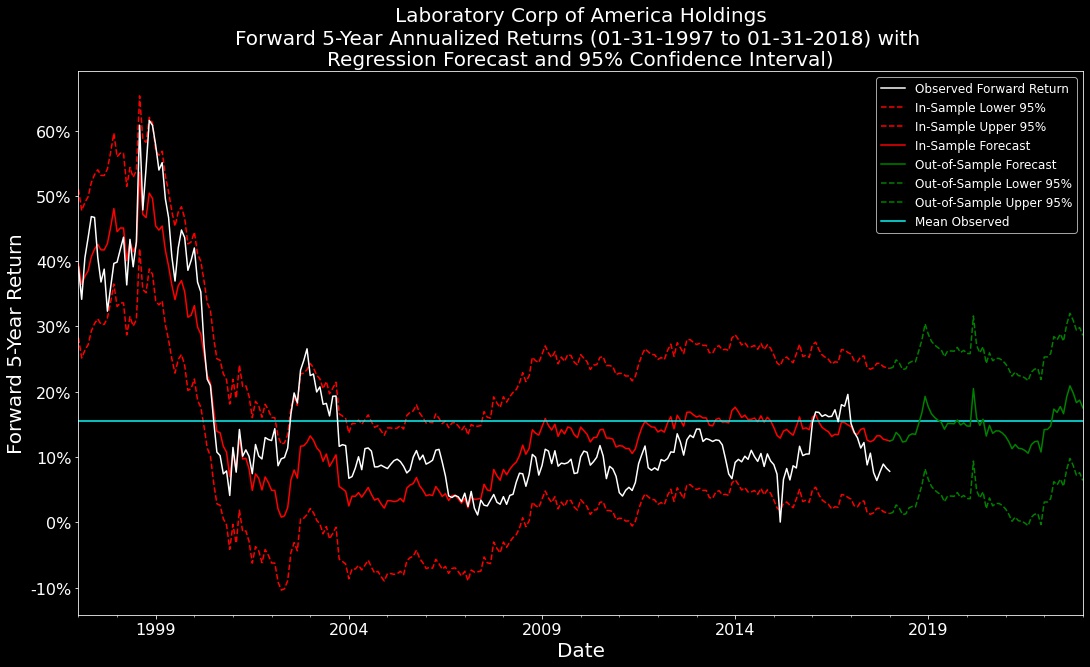 Laboratory Corp of America Holdings
Forward 5-Year Annualized Returns (01-31-1997 to 01-31-2018) with
Regression Forecast and 95% Confidence Interval)
Observed Forward Return
In-Sample Lower 95%
In-Sample Upper 95%
In-Sample Forecast
Out-of-Sample Forecast
Out-of-Sample Lower 95%
Out-of-Sample Upper 95%
Mean Observed
Forward 5-Year Return
60%
50%
40%
30%
20%
10%
0%
-10%
1999 2004 2009 2014 2019
Date